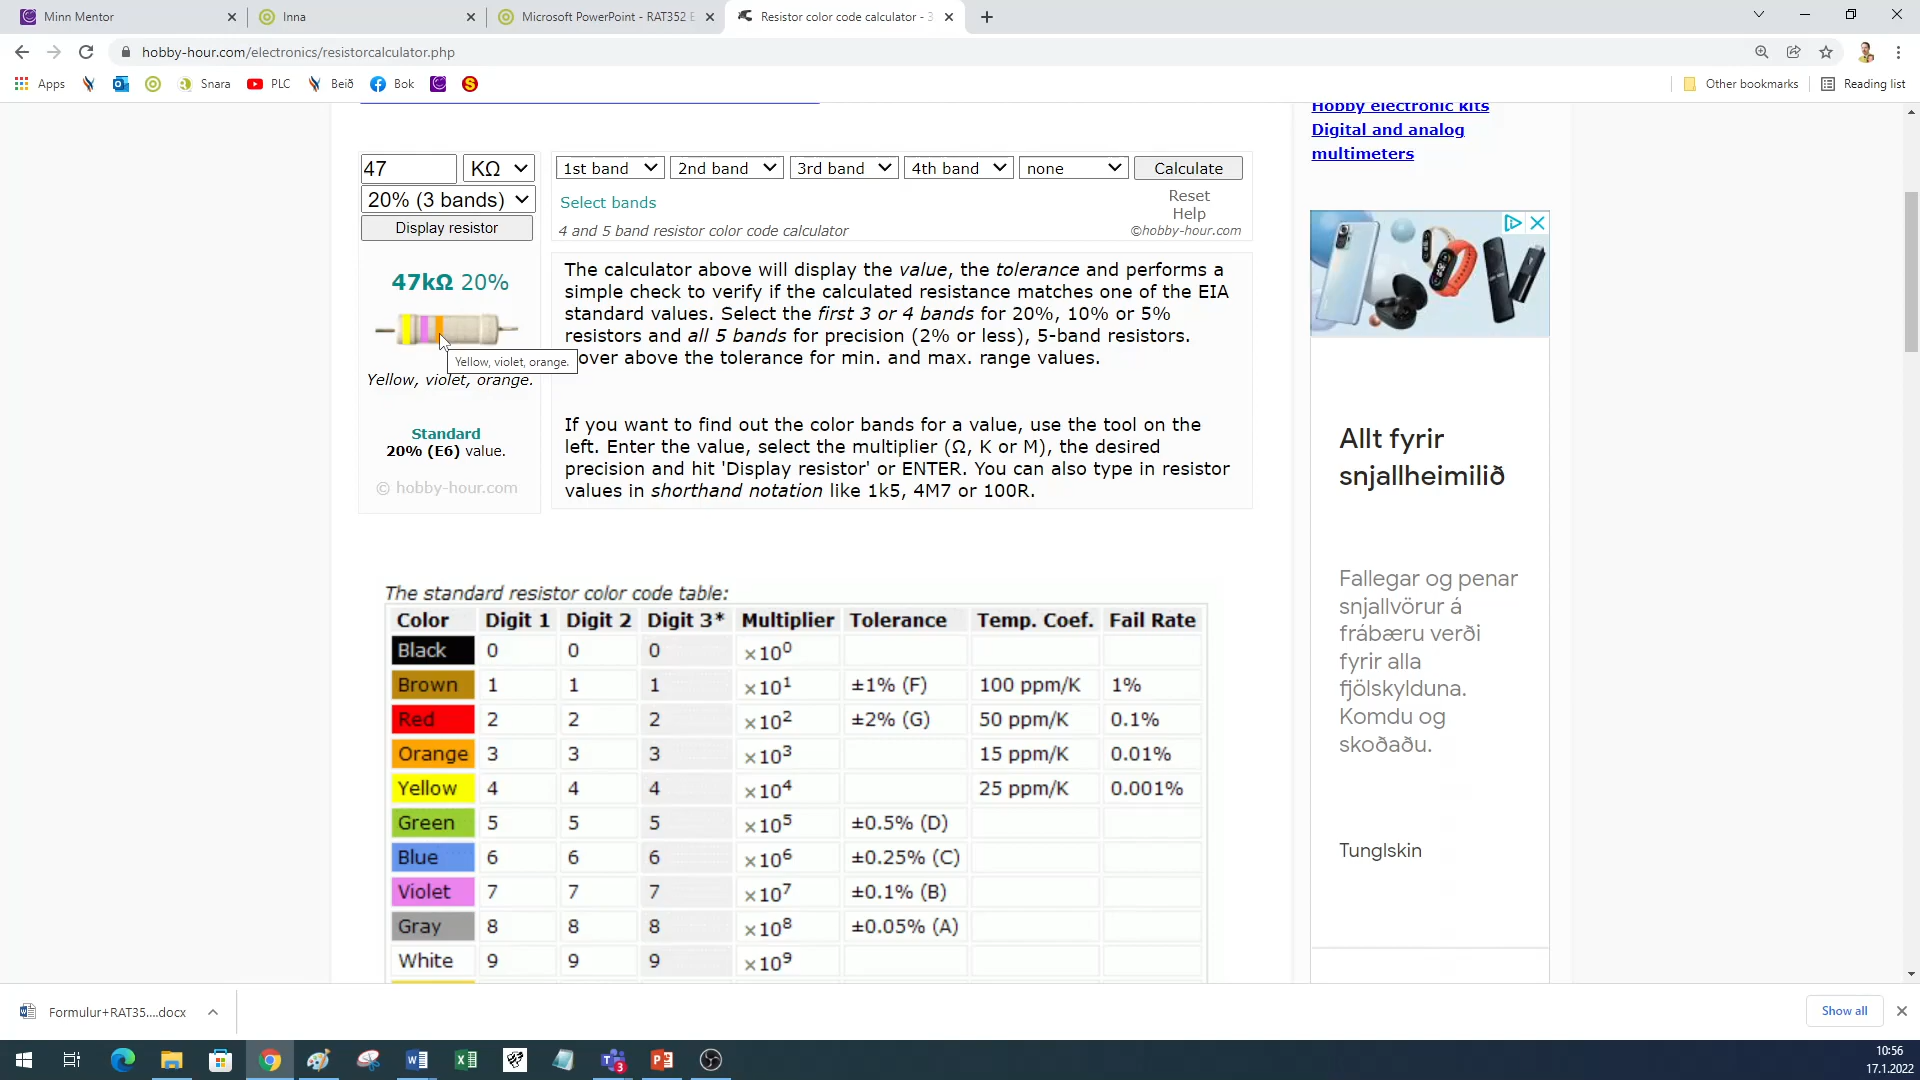 Minn Mentor
Inna
Microsoft PowerPoint - RAT352 E
Resistor color code calculator - 3
hobby-hour.com/electronics/resistorcalculator.php
Apps
Snara
PLC
Beið
Bok
Other bookmarks
Reading list
Hobby electronic kits
Digital and analog
multimeters
47
KΩ
20% (3 bands)
Display resistor
47kΩ 20%
Yellow, violet, orange.
Yellow, violet, orange.
Standard
20% (E6) value.
© hobby-hour.com
1st band
2nd band
3rd band
4th band
none
Calculate
Select bands
Reset
Help
4 and 5 band resistor color code calculator
©hobby-hour.com
The calculator above will display the value, the tolerance and performs a
simple check to verify if the calculated resistance matches one of the EIA
standard values. Select the first 3 or 4 bands for 20%, 10% or 5%
resistors and all 5 bands for precision (2% or less), 5-band resistors.
over above the tolerance for min. and max. range values.
If you want to find out the color bands for a value, use the tool on the
left. Enter the value, select the multiplier (Ω, K or M), the desired
precision and hit 'Display resistor' or ENTER. You can also type in resistor
values in shorthand notation like 1k5, 4M7 or 100R.
The standard resistor color code table:
Color Digit 1 Digit 2 Digit 3* Multiplier Tolerance Temp. Coef. Fail Rate
Black 0 0 0 ×10⁰
Brown 1 1 1 ×10¹ ±1% (F) 100 ppm/K 1%
Red 2 2 2 ×10² ±2% (G) 50 ppm/K 0.1%
Orange 3 3 3 ×10³ 15 ppm/K 0.01%
Yellow 4 4 4 ×10⁴ 25 ppm/K 0.001%
Green 5 5 5 ×10⁵ ±0.5% (D)
Blue 6 6 6 ×10⁶ ±0.25% (C)
Violet 7 7 7 ×10⁷ ±0.1% (B)
Gray 8 8 8 ×10⁸ ±0.05% (A)
White 9 9 9 ×10⁹
Allt fyrir
snjallheimilið
Fallegar og penar
snjallvörur á
frábæru verði
fyrir alla
fjölskylduna.
Komdu og
skoðaðu.
Tunglskin
Formulur+RAT35....docx
Show all
3
10:56
17.1.2022